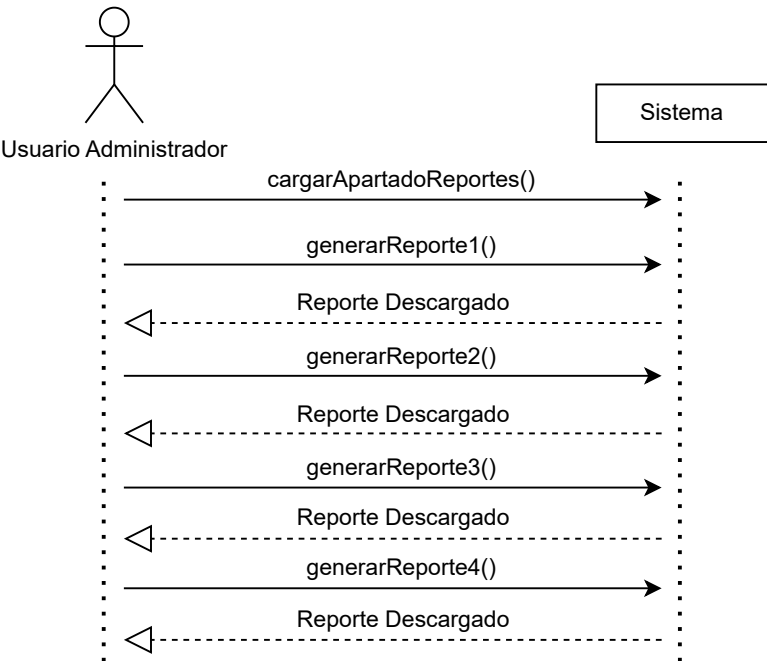 Sistema
Usuario Administrador
cargarApartadoReportes()
generarReporte1()
Reporte Descargado
generarReporte2()
Reporte Descargado
generarReporte3()
Reporte Descargado
generarReporte4()
Reporte Descargado